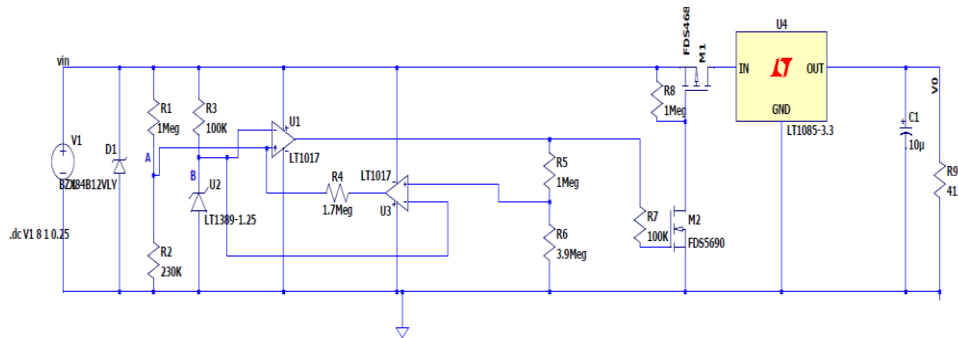 vin
V1
D1
BZX84B12VLY
.dc V1 8 1 0.25
R1
1Meg
A
R2
230K
R3
100K
B
U2
LT1389-1.25
U1
LT1017
R4
1.7Meg
LT1017
U3
R5
1Meg
R6
3.9Meg
R7
100K
R8
1Meg
M2
FDS5690
FDS468
M1
U4
IN
OUT
GND
LT1085-3.3
C1
10µ
V0
R9
41